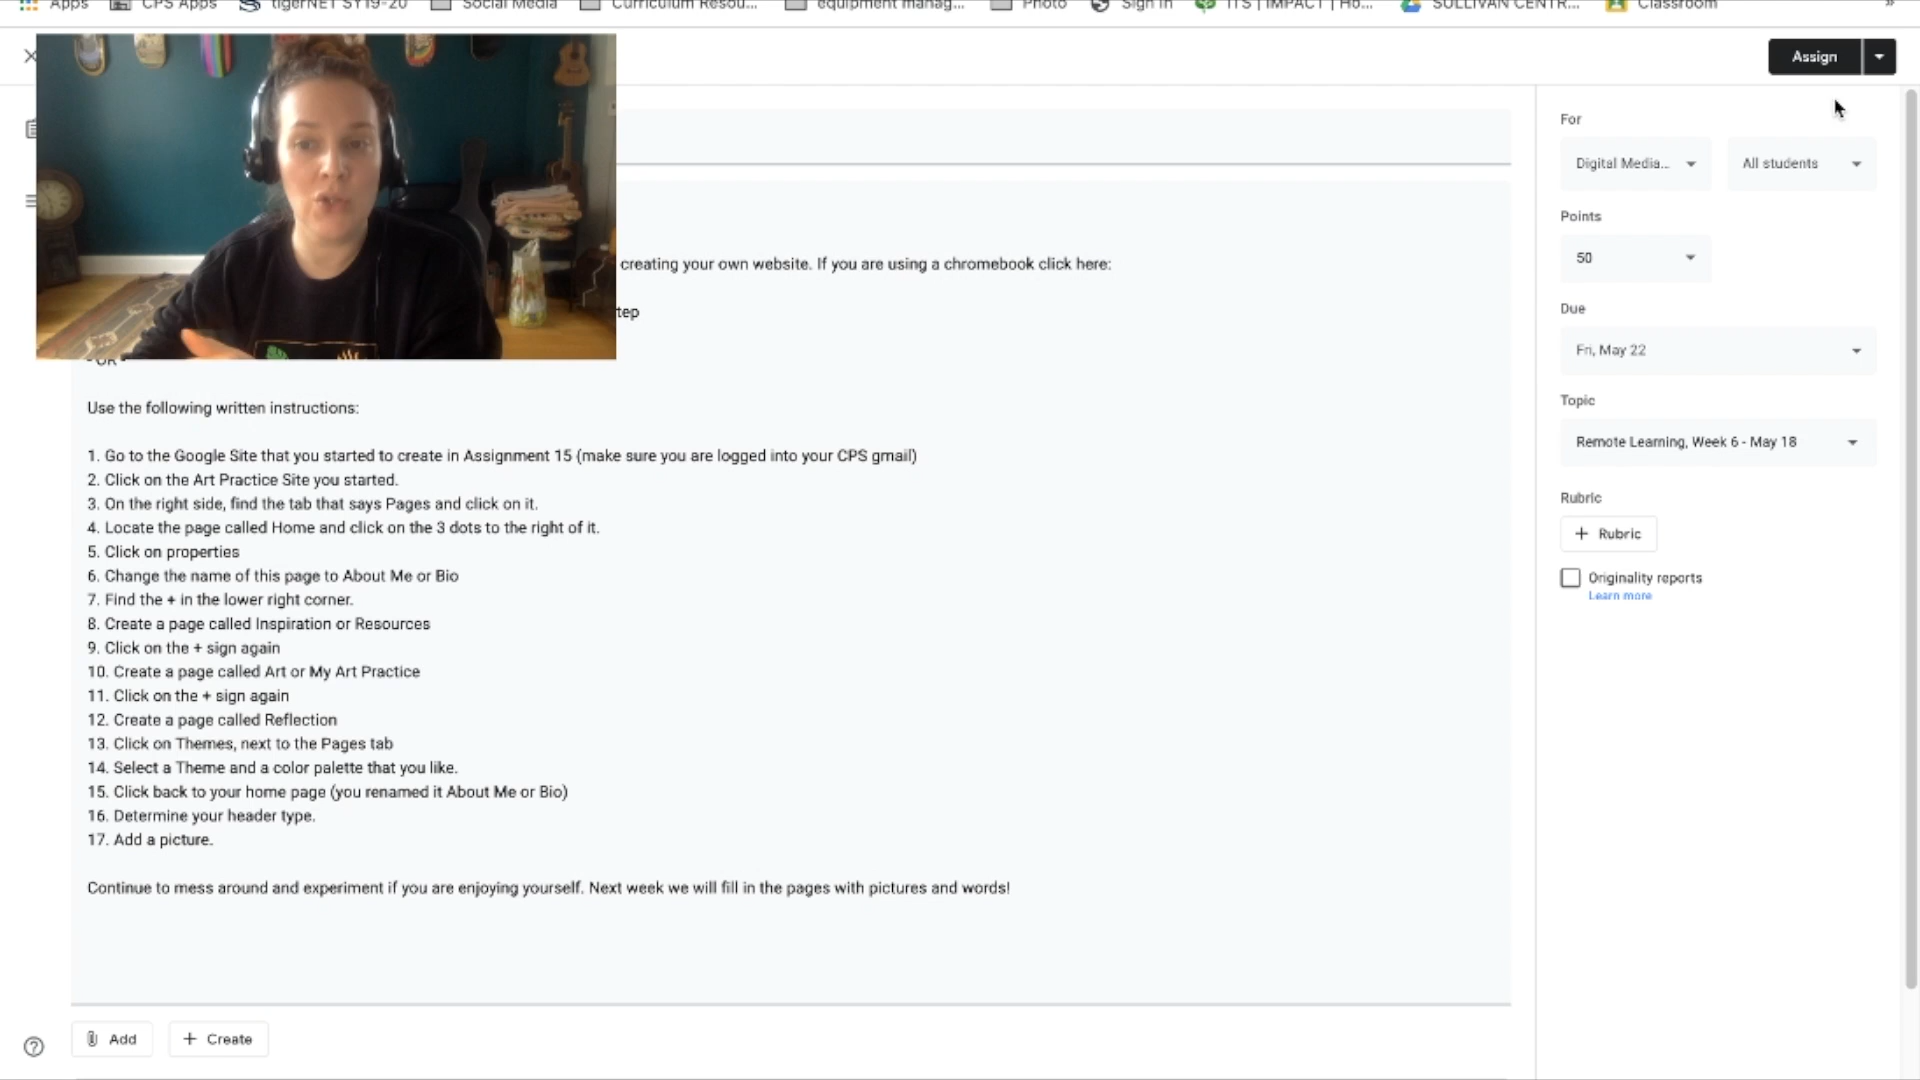 Apps CPS Apps tigerNET SY19-20 Social Media Curriculum Resou... equipment manag... Photo Sign In ITS | IMPACT | Ho... SULLIVAN CENTR... Classroom »
Assign
For
Digital Media... All students
Points
50
Due
Fri, May 22
Topic
Remote Learning, Week 6 - May 18
Rubric
+ Rubric
Originality reports
Learn more
creating your own website. If you are using a chromebook click here:
tep
- OR -
Use the following written instructions:
1. Go to the Google Site that you started to create in Assignment 15 (make sure you are logged into your CPS gmail)
2. Click on the Art Practice Site you started.
3. On the right side, find the tab that says Pages and click on it.
4. Locate the page called Home and click on the 3 dots to the right of it.
5. Click on properties
6. Change the name of this page to About Me or Bio
7. Find the + in the lower right corner.
8. Create a page called Inspiration or Resources
9. Click on the + sign again
10. Create a page called Art or My Art Practice
11. Click on the + sign again
12. Create a page called Reflection
13. Click on Themes, next to the Pages tab
14. Select a Theme and a color palette that you like.
15. Click back to your home page (you renamed it About Me or Bio)
16. Determine your header type.
17. Add a picture.
Continue to mess around and experiment if you are enjoying yourself. Next week we will fill in the pages with pictures and words!
Add + Create